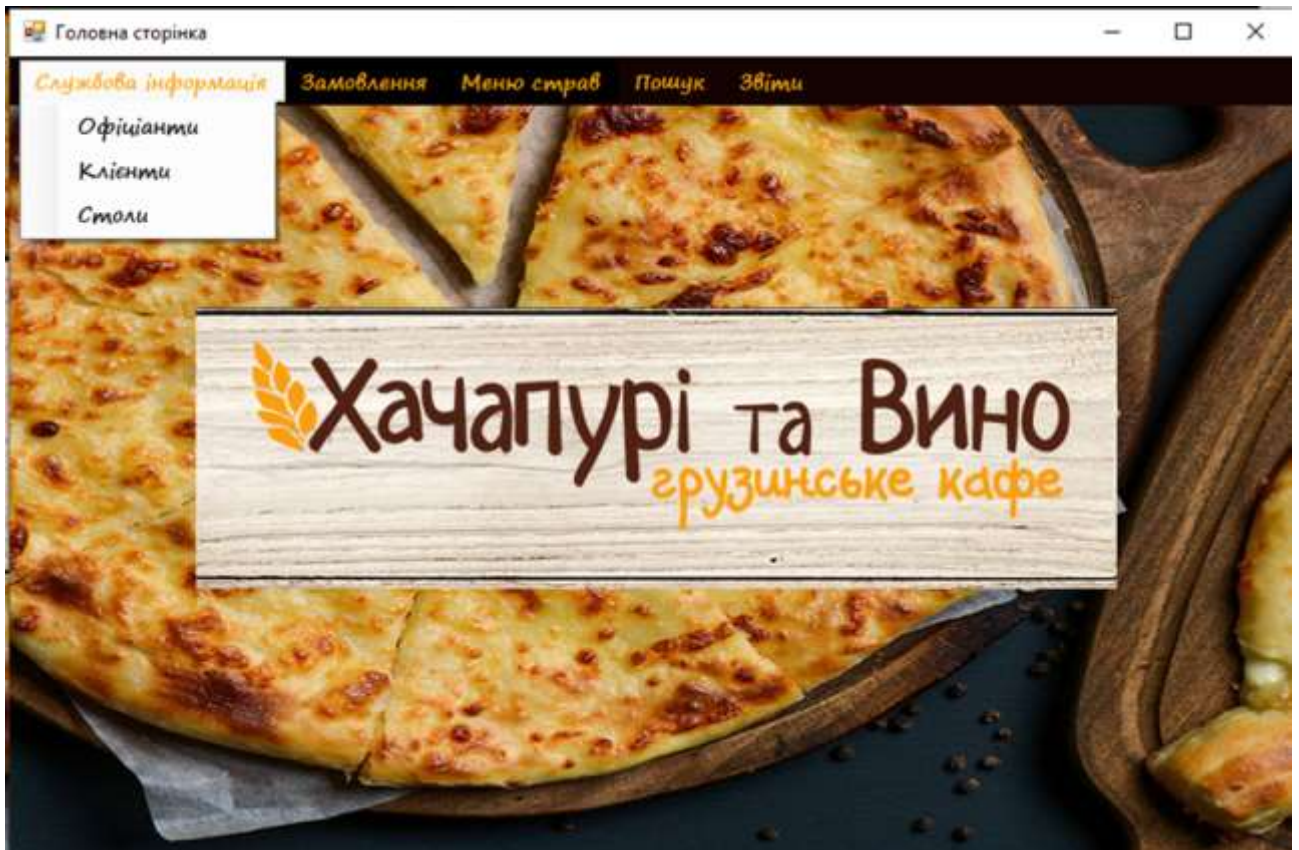 Головна сторінка
Службова інформація Замовлення Меню страв Пошук Звіти
Офіціанти
Клієнти
Столи
Хачапурі та Вино
грузинське кафе